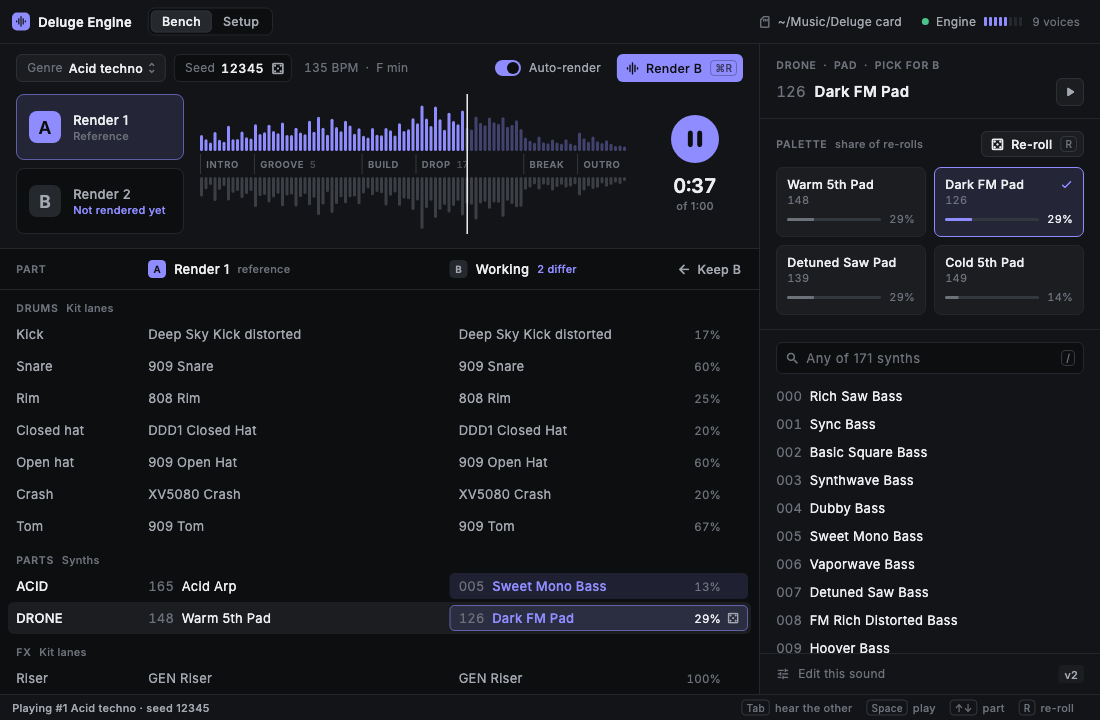 Deluge Engine Bench Setup ~/Music/Deluge card Engine 9 voices
Genre Acid techno Seed 12345 135 BPM · F min Auto-render Render B ⌘R
A Render 1
Reference
B Render 2
Not rendered yet
INTRO GROOVE 5 BUILD DROP 17 BREAK OUTRO
0:37
of 1:00
PART A Render 1 reference B Working 2 differ ← Keep B
DRUMS Kit lanes
Kick Deep Sky Kick distorted Deep Sky Kick distorted 17%
Snare 909 Snare 909 Snare 60%
Rim 808 Rim 808 Rim 25%
Closed hat DDD1 Closed Hat DDD1 Closed Hat 20%
Open hat 909 Open Hat 909 Open Hat 60%
Crash XV5080 Crash XV5080 Crash 20%
Tom 909 Tom 909 Tom 67%
PARTS Synths
ACID 165 Acid Arp 005 Sweet Mono Bass 13%
DRONE 148 Warm 5th Pad 126 Dark FM Pad 29%
FX Kit lanes
Riser GEN Riser GEN Riser 100%
DRONE · PAD · PICK FOR B
126 Dark FM Pad
PALETTE share of re-rolls Re-roll R
Warm 5th Pad
148
29%
Dark FM Pad
126
29%
Detuned Saw Pad
139
29%
Cold 5th Pad
149
14%
Any of 171 synths /
000 Rich Saw Bass
001 Sync Bass
002 Basic Square Bass
003 Synthwave Bass
004 Dubby Bass
005 Sweet Mono Bass
006 Vaporwave Bass
007 Detuned Saw Bass
008 FM Rich Distorted Bass
009 Hoover Bass
Edit this sound v2
Playing #1 Acid techno · seed 12345 Tab hear the other Space play ↑↓ part R re-roll